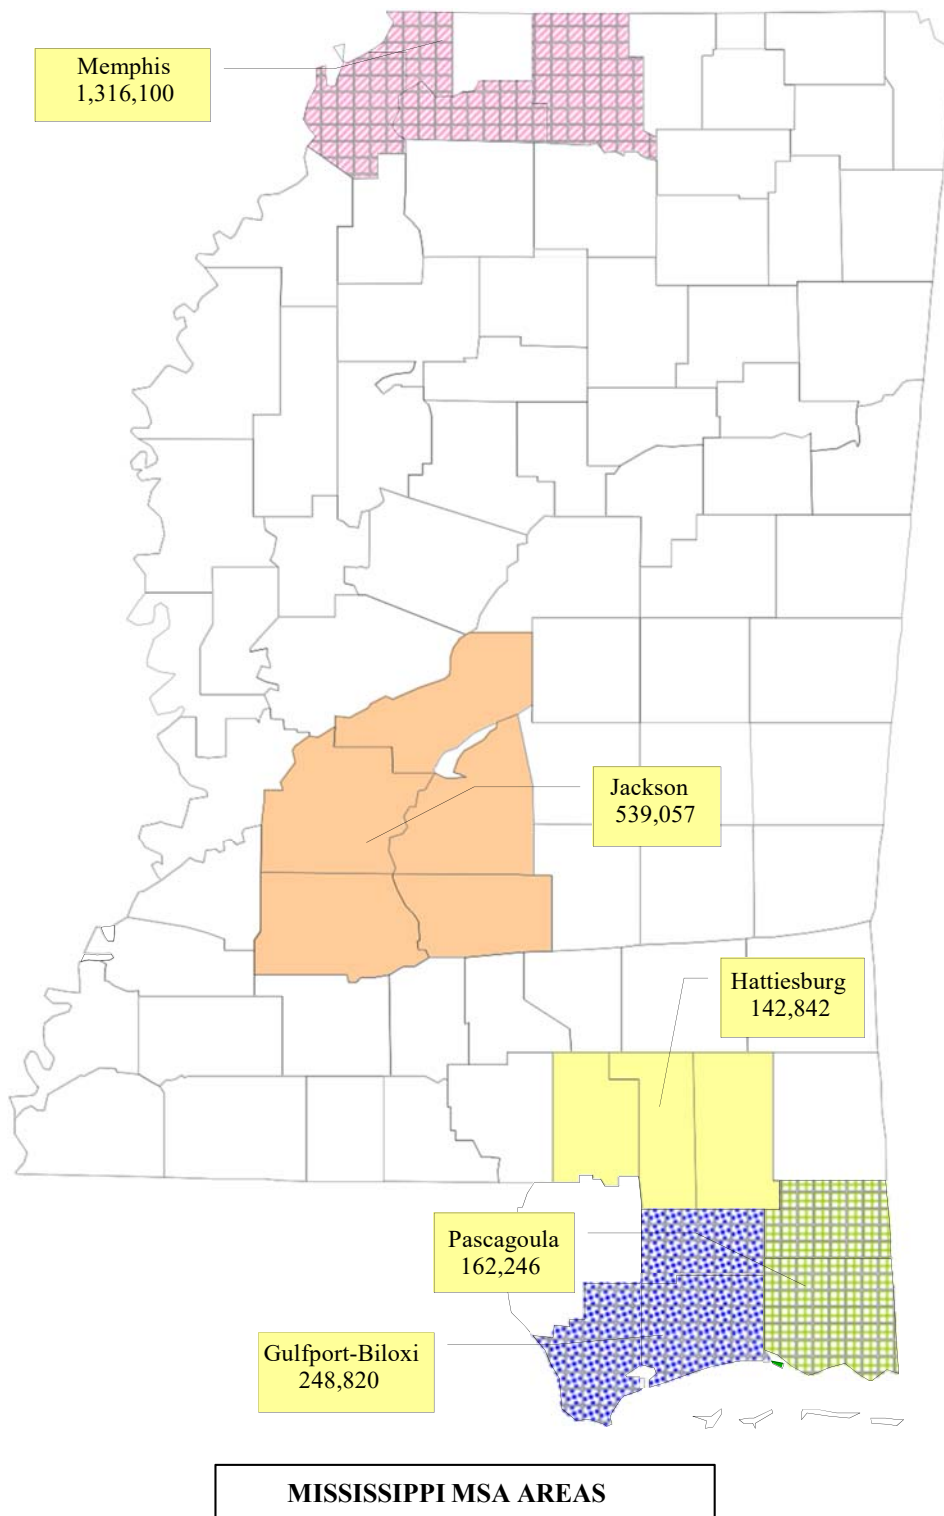 Memphis
1,316,100
Jackson
539,057
Hattiesburg
142,842
Pascagoula
162,246
Gulfport-Biloxi
248,820
MISSISSIPPI MSA AREAS